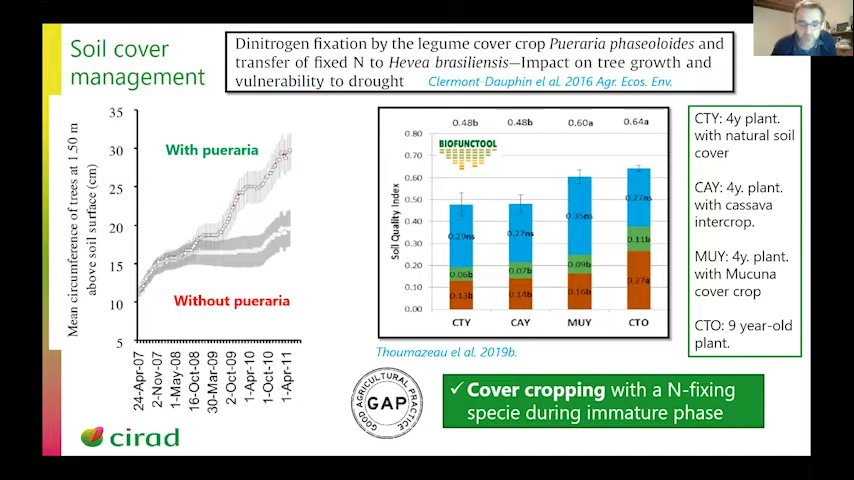 Soil cover
management
Dinitrogen fixation by the legume cover crop Pueraria phaseoloides and
transfer of fixed N to Hevea brasiliensis—Impact on tree growth and
vulnerability to drought Clermont-Dauphin et al. 2016 Agr. Ecos. Env.
Mean circumference of trees at 1.50 m
above soil surface (cm)
35
30
25
20
15
10
5
With pueraria
Without pueraria
24-Apr-07
2-Nov-07
1-May-08
16-Oct-08
30-Mar-09
2-Oct-09
1-Apr-10
1-Oct-10
1-Apr-11
0.48b 0.48b 0.60a 0.64a
BIOFUNCTOOL
Soil Quality Index
0.80
0.70
0.60
0.50
0.40
0.30
0.20
0.10
0.00
0.29ns 0.27ns 0.35ns 0.27ns
0.06b 0.07b 0.09b 0.11b
0.13b 0.14b 0.16b 0.27a
CTY CAY MUY CTO
Thoumazeau et al. 2019b.
CTY: 4y plant.
with natural soil
cover
CAY: 4y. plant.
with cassava
intercrop.
MUY: 4y. plant.
with Mucuna
cover crop
CTO: 9 year-old
plant.
GOOD AGRICULTURAL PRACTICE
GAP
✓ Cover cropping with a N-fixing
specie during immature phase
cirad